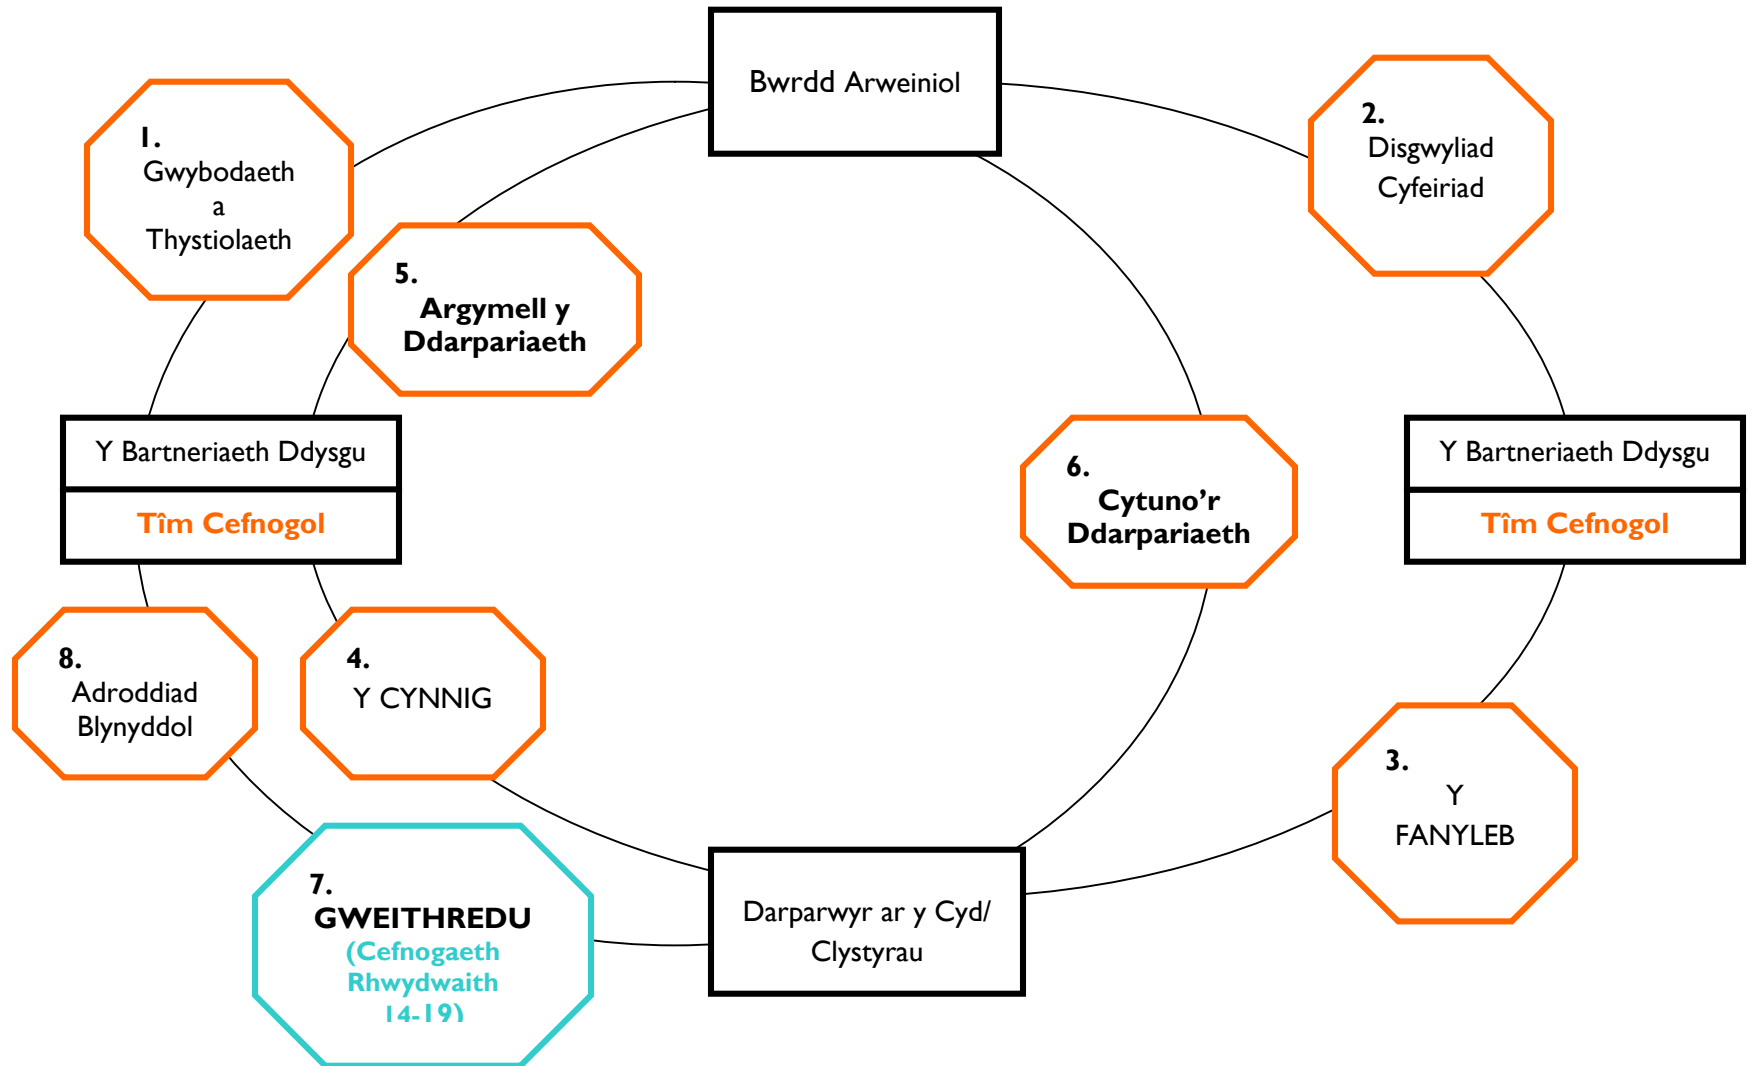 Bwrdd Arweiniol
1.
Gwybodaeth
a
Thystiolaeth
2.
Disgwyliad
Cyfeiriad
5.
Argymell y
Ddarpariaeth
Y Bartneriaeth Ddysgu
Tîm Cefnogol
6.
Cytuno’r
Ddarpariaeth
Y Bartneriaeth Ddysgu
Tîm Cefnogol
8.
Adroddiad
Blynyddol
4.
Y CYNNIG
3.
Y
FANYLEB
7.
GWEITHREDU
(Cefnogaeth
Rhwydwaith
14-19)
Darparwyr ar y Cyd/
Clystyrau